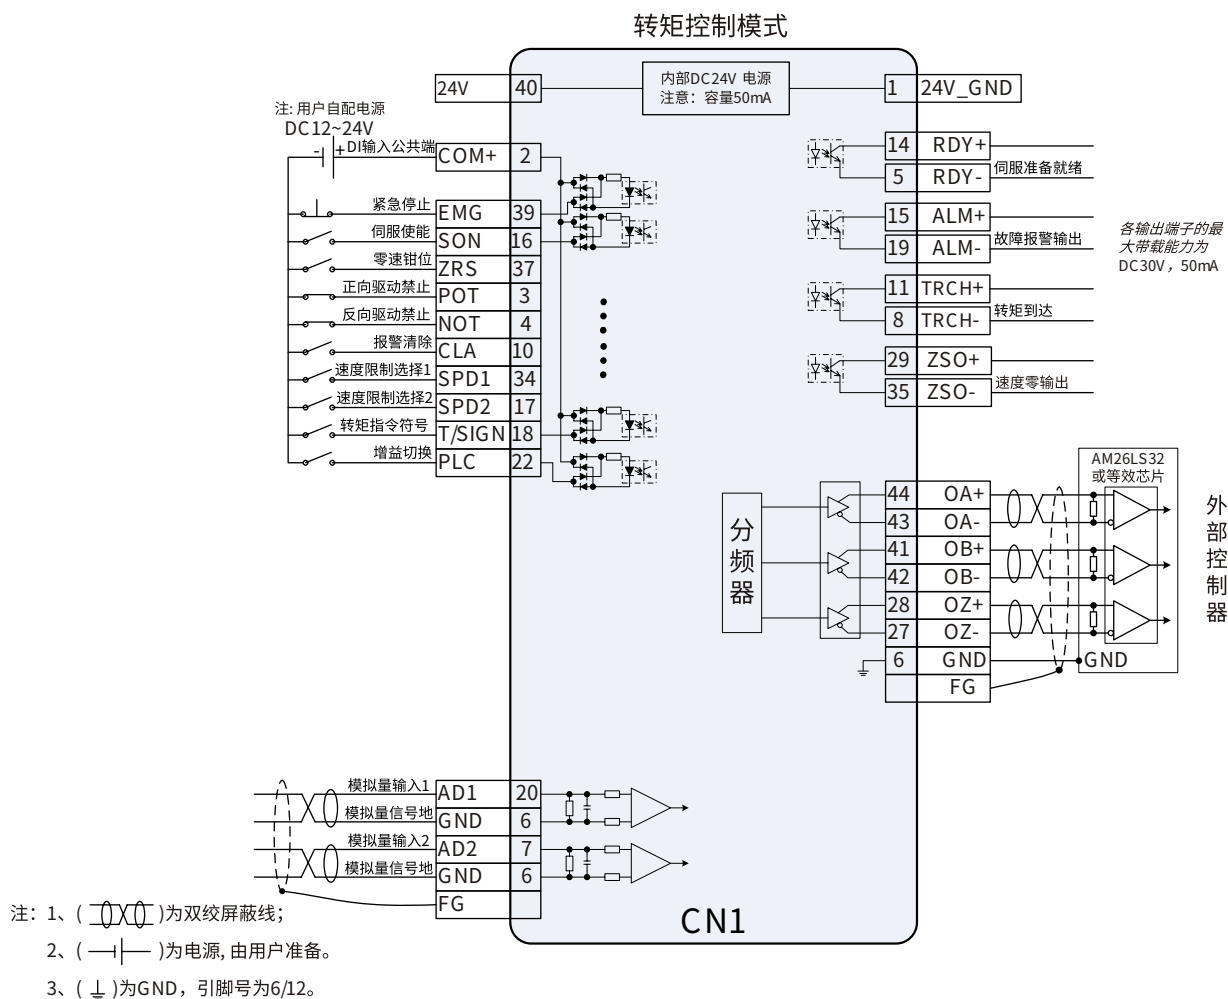 转矩控制模式
24V 40
内部DC24V 电源
注意：容量50mA
1 24V_GND
注: 用户自配电源
DC12~24V
- + DI输入公共端 COM+ 2
紧急停止 EMG 39
伺服使能 SON 16
零速钳位 ZRS 37
正向驱动禁止 POT 3
反向驱动禁止 NOT 4
报警清除 CLA 10
速度限制选择1 SPD1 34
速度限制选择2 SPD2 17
转矩指令符号 T/SIGN 18
增益切换 PLC 22
14 RDY+
5 RDY- 伺服准备就绪
15 ALM+
19 ALM- 故障报警输出
11 TRCH+
8 TRCH- 转矩到达
29 ZSO+
35 ZSO- 速度零输出
各输出端子的最
大带载能力为
DC30V，50mA
分频器
44 OA+
43 OA-
41 OB+
42 OB-
28 OZ+
27 OZ-
6 GND
FG
AM26LS32
或等效芯片
GND
外部控制器
模拟量输入1 AD1 20
模拟量信号地 GND 6
模拟量输入2 AD2 7
模拟量信号地 GND 6
FG
CN1
注：1、( )为双绞屏蔽线；
2、( )为电源, 由用户准备。
3、( )为GND，引脚号为6/12。